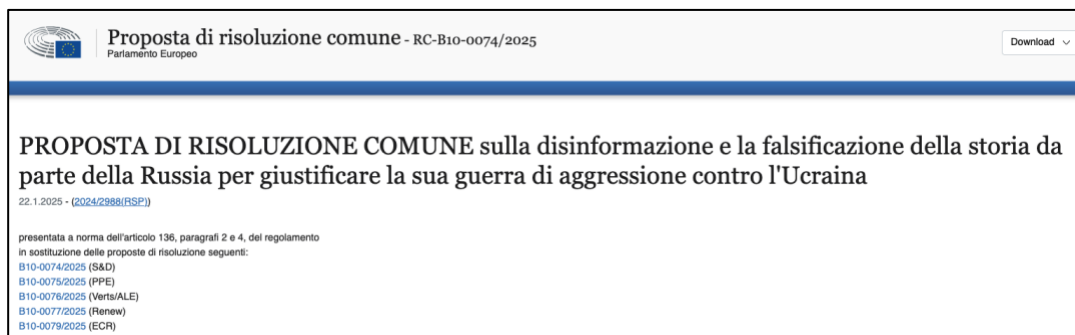 Proposta di risoluzione comune - RC-B10-0074/2025
Parlamento Europeo
Download
PROPOSTA DI RISOLUZIONE COMUNE sulla disinformazione e la falsificazione della storia da
parte della Russia per giustificare la sua guerra di aggressione contro l'Ucraina
22.1.2025 - (2024/2988(RSP))
presentata a norma dell'articolo 136, paragrafi 2 e 4, del regolamento
in sostituzione delle proposte di risoluzione seguenti:
B10-0074/2025 (S&D)
B10-0075/2025 (PPE)
B10-0076/2025 (Verts/ALE)
B10-0077/2025 (Renew)
B10-0079/2025 (ECR)